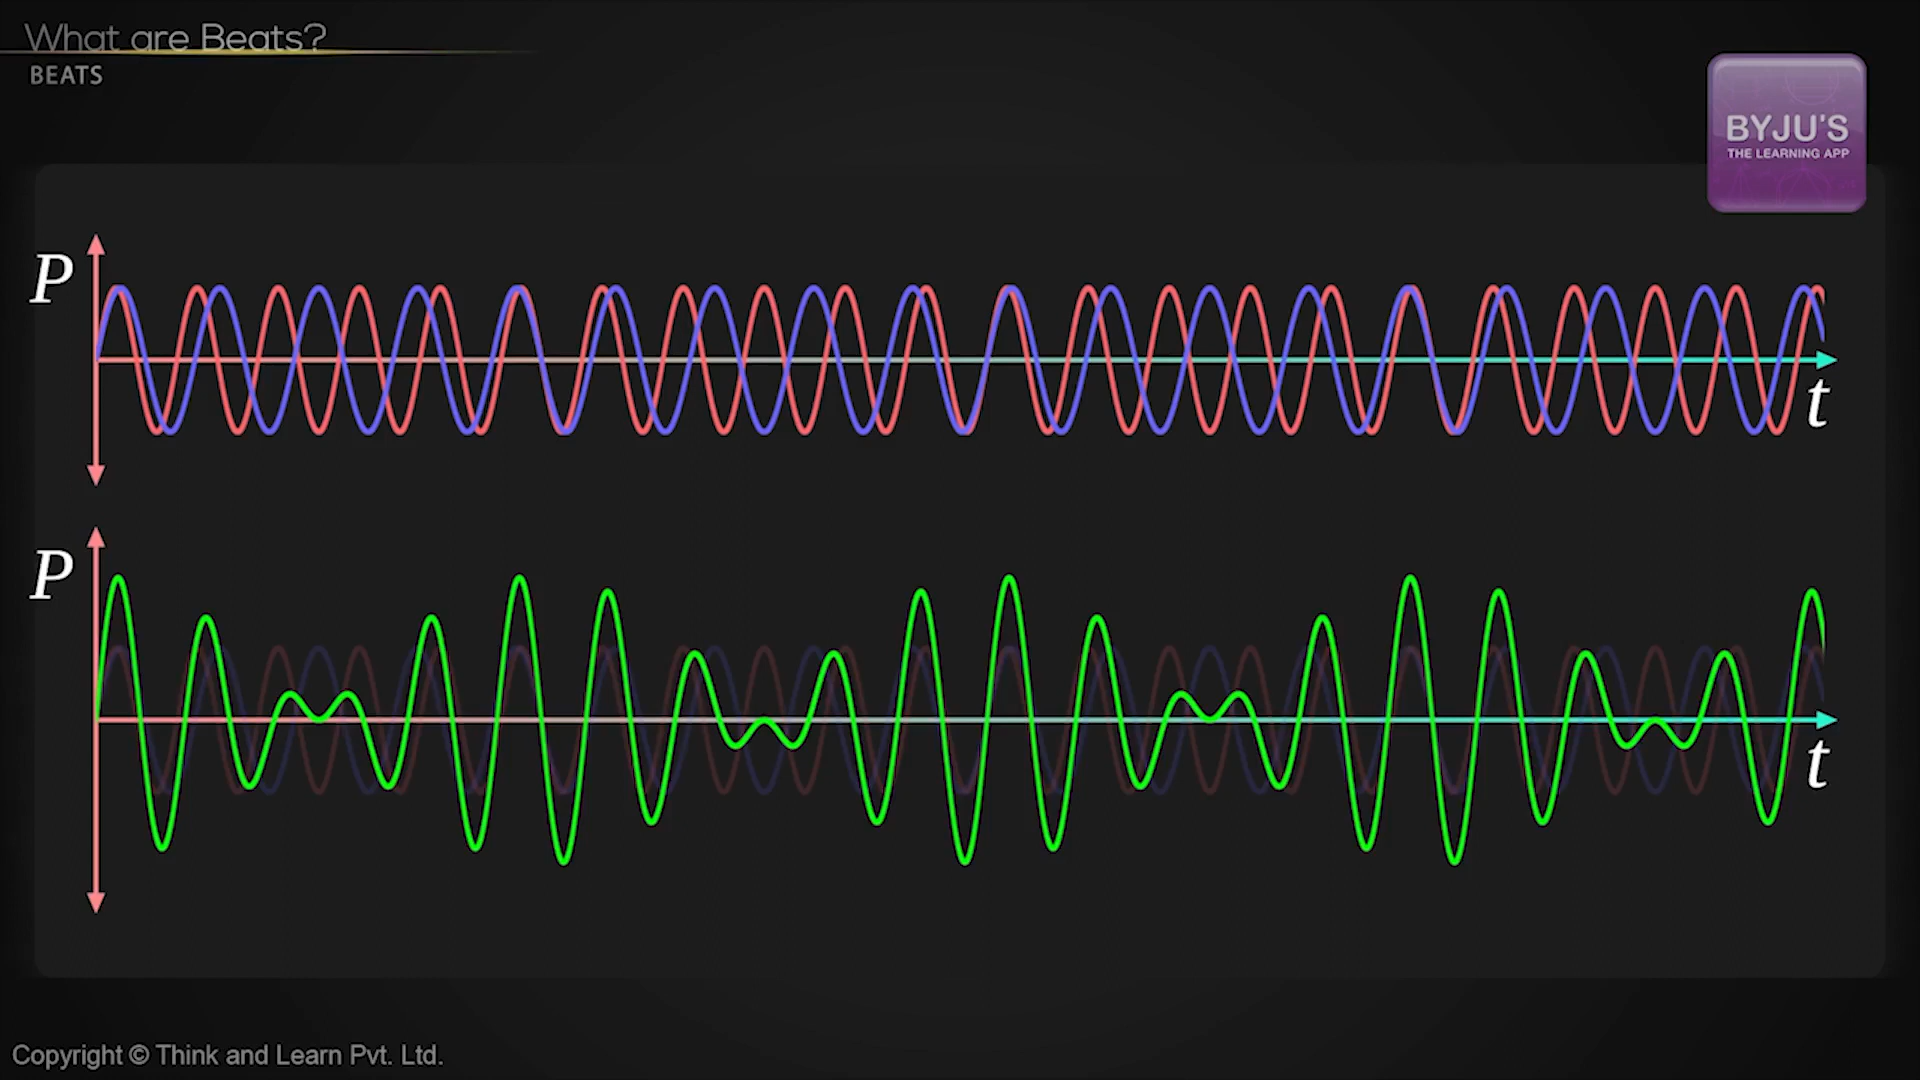 What are Beats?
BEATS
BYJU'S
THE LEARNING APP
P
t
P
t
Copyright © Think and Learn Pvt. Ltd.